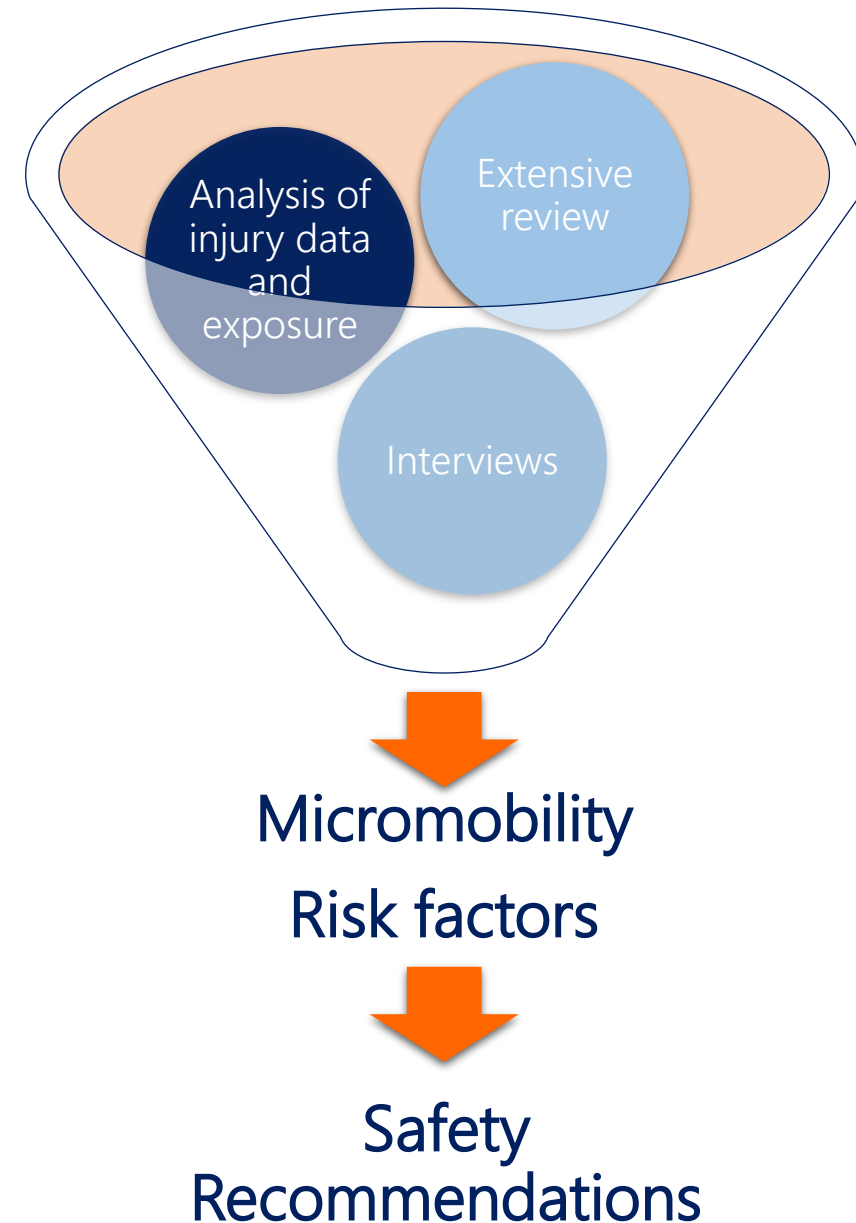 Analysis of
injury data
and
exposure
Extensive
review
Interviews
Micromobility
Risk factors
Safety
Recommendations